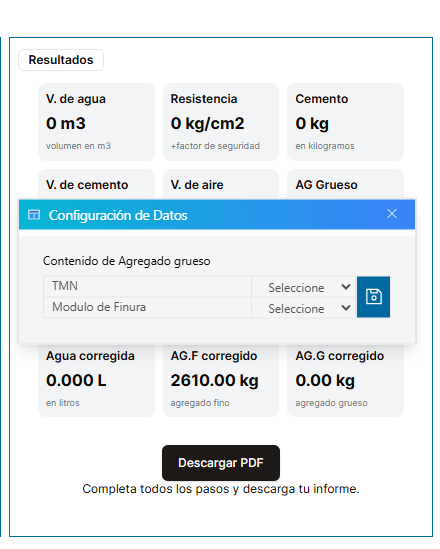 Resultados
V. de agua Resistencia Cemento
0 m3 0 kg/cm2 0 kg
volumen en m3 +factor de seguridad en kilogramos
V. de cemento V. de aire AG Grueso
Configuración de Datos
Contenido de Agregado grueso
TMN Seleccione
Modulo de Finura Seleccione
Agua corregida AG.F corregido AG.G corregido
0.000 L 2610.00 kg 0.00 kg
en litros agregado fino agregado grueso
Descargar PDF
Completa todos los pasos y descarga tu informe.